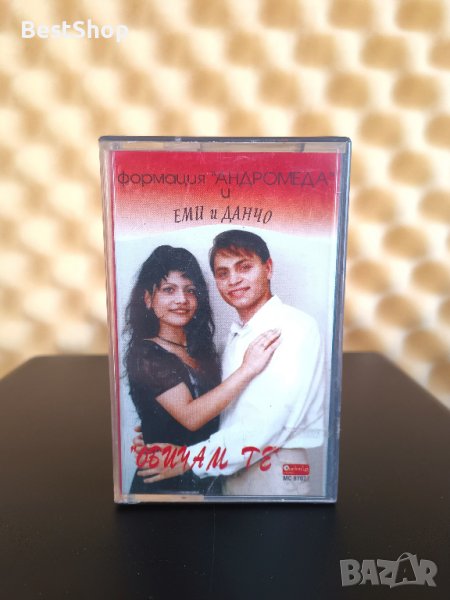 BestShop
формация "АНДРОМЕДА"
и
ЕМИ и ДАНЧО
"ОБИЧАМ ТЕ"
BAZAR